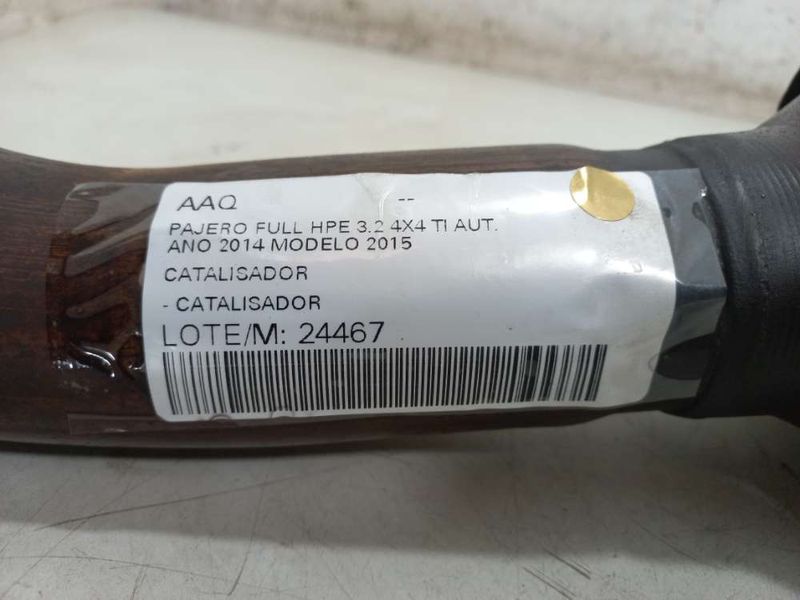 AAQ --
PAJERO FULL HPE 3.2 4X4 TI AUT.
ANO 2014 MODELO 2015
CATALISADOR
- CATALISADOR
LOTE/M: 24467